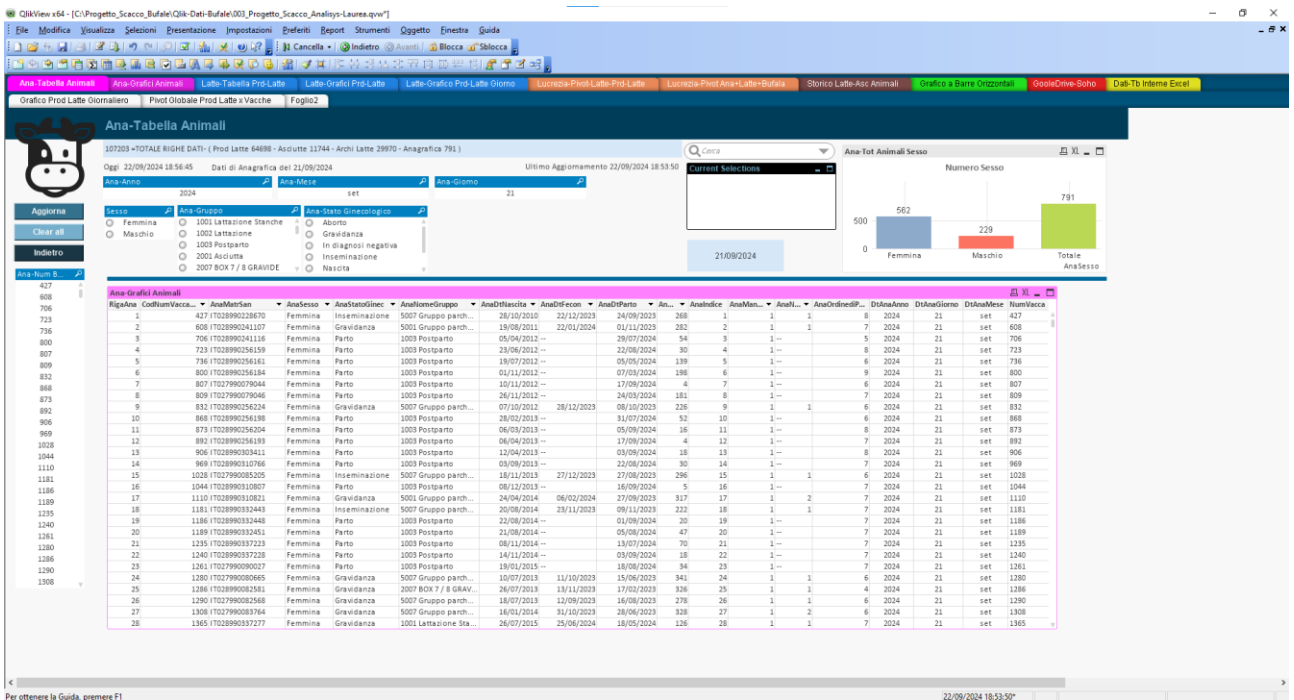 QlikView x64 - [C:\Progetto_Scacco_Bufale\Qlik-Dati-Bufale\003_Progetto_Scacco_Analisys-Laurea.qvw*]
File Modifica Visualizza Selezioni Presentazione Impostazioni Preferiti Report Strumenti Oggetto Finestra Guida
Cancella Indietro Avanti Blocca Sblocca
Ana-Tabella Animali Ana-Grafici Animali Latte-Tabella Prd-Latte Latte-Grafici Prd-Latte Latte-Grafico Prd-Latte Giorno Lucrezia-Pivot-Latte-Prd-Latte Lucrezia-Pivot Ana+Latte+Bufala Storico Latte-Asc Animali Grafico a Barre Orizzontali GooleDrive-Soho Dati-Tb Interne Excel
Grafico Prod Latte Giornaliero Pivot Globale Prod Latte x Vacche Foglio2
Ana-Tabella Animali
107203 =TOTALE RIGHE DATI- ( Prod Latte 64698 - Asciutte 11744 - Archi Latte 29970 - Anagrafica 791 )
Oggi 22/09/2024 18:56:45 Dati di Anagrafica del 21/09/2024 Ultimo Aggiornamento 22/09/2024 18:53:50
Ana-Anno Ana-Mese Ana-Giorno
2024 set 21
Sesso Ana-Gruppo Ana-Stato Ginecologico
Femmina 1001 Lattazione Stanche Aborto
Maschio 1002 Lattazione Gravidanza
1003 Postparto In diagnosi negativa
2001 Asciutta Inseminazione
2007 BOX 7 / 8 GRAVIDE Nascita
Cerca
Current Selections
21/09/2024
Ana-Tot Animali Sesso
Numero Sesso
791
562
229
500
0
Femmina Maschio Totale
AnaSesso
Aggiorna
Clear all
Indietro
Ana-Num B...
427
608
706
723
736
800
807
809
832
868
873
892
906
969
1028
1044
1110
1181
1186
1189
1235
1240
1261
1280
1286
1290
1308
Ana-Grafici Animali
RigaAna CodNumVacca... AnaMatrSan AnaSesso AnaStatoGinec AnaNomeGruppo AnaDtNascita AnaDtFecon AnaDtParto An... AnaIndice AnaMan... AnaN... AnaOrdinediP... DtAnaAnno DtAnaGiorno DtAnaMese NumVacca
1 427 IT028990228670 Femmina Inseminazione 5007 Gruppo parch... 28/10/2010 22/12/2023 24/09/2023 268 1 1 1 8 2024 21 set 427
2 608 IT028990241107 Femmina Gravidanza 5001 Gruppo parch... 19/08/2011 22/01/2024 01/11/2023 282 2 1 1 7 2024 21 set 608
3 706 IT028990241116 Femmina Parto 1003 Postparto 05/04/2012 -- 29/07/2024 54 3 1 -- 5 2024 21 set 706
4 723 IT028990256159 Femmina Parto 1003 Postparto 23/06/2012 -- 22/08/2024 30 4 1 -- 8 2024 21 set 723
5 736 IT028990256161 Femmina Parto 1003 Postparto 19/07/2012 -- 05/05/2024 139 5 1 -- 6 2024 21 set 736
6 800 IT028990256184 Femmina Parto 1003 Postparto 01/11/2012 -- 07/03/2024 198 6 1 -- 9 2024 21 set 800
7 807 IT027990079044 Femmina Parto 1003 Postparto 10/11/2012 -- 17/09/2024 4 7 1 -- 6 2024 21 set 807
8 809 IT027990079046 Femmina Parto 1003 Postparto 26/11/2012 -- 24/03/2024 181 8 1 -- 7 2024 21 set 809
9 832 IT028990256224 Femmina Gravidanza 5007 Gruppo parch... 07/10/2012 28/12/2023 08/10/2023 226 9 1 1 6 2024 21 set 832
10 868 IT028990256198 Femmina Parto 1003 Postparto 28/02/2013 -- 31/07/2024 52 10 1 -- 6 2024 21 set 868
11 873 IT028990256204 Femmina Parto 1003 Postparto 06/03/2013 -- 05/09/2024 16 11 1 -- 8 2024 21 set 873
12 892 IT028990256193 Femmina Parto 1003 Postparto 06/04/2013 -- 17/09/2024 4 12 1 -- 7 2024 21 set 892
13 906 IT028990303411 Femmina Parto 1003 Postparto 12/04/2013 -- 03/09/2024 18 13 1 -- 8 2024 21 set 906
14 969 IT028990310766 Femmina Parto 1003 Postparto 03/09/2013 -- 22/08/2024 30 14 1 -- 7 2024 21 set 969
15 1028 IT027990085205 Femmina Inseminazione 5007 Gruppo parch... 18/11/2013 27/12/2023 27/08/2023 296 15 1 1 6 2024 21 set 1028
16 1044 IT028990310807 Femmina Parto 1003 Postparto 08/12/2013 -- 16/09/2024 5 16 1 -- 7 2024 21 set 1044
17 1110 IT028990310821 Femmina Gravidanza 5001 Gruppo parch... 24/04/2014 06/02/2024 27/09/2023 317 17 1 2 7 2024 21 set 1110
18 1181 IT028990332443 Femmina Inseminazione 5007 Gruppo parch... 20/08/2014 23/11/2023 09/11/2023 222 18 1 1 7 2024 21 set 1181
19 1186 IT028990332448 Femmina Parto 1003 Postparto 22/08/2014 -- 01/09/2024 20 19 1 -- 7 2024 21 set 1186
20 1189 IT028990332451 Femmina Parto 1003 Postparto 21/08/2014 -- 05/08/2024 47 20 1 -- 7 2024 21 set 1189
21 1235 IT028990337223 Femmina Parto 1003 Postparto 08/11/2014 -- 13/07/2024 70 21 1 -- 7 2024 21 set 1235
22 1240 IT028990337228 Femmina Parto 1003 Postparto 14/11/2014 -- 03/09/2024 18 22 1 -- 7 2024 21 set 1240
23 1261 IT027990090027 Femmina Parto 1003 Postparto 19/01/2015 -- 18/08/2024 34 23 1 -- 7 2024 21 set 1261
24 1280 IT027990080665 Femmina Gravidanza 5007 Gruppo parch... 10/07/2013 11/10/2023 15/06/2023 341 24 1 1 6 2024 21 set 1280
25 1286 IT028990082581 Femmina Gravidanza 2007 BOX 7 / 8 GRAV... 26/07/2013 13/11/2023 17/02/2023 326 25 1 1 4 2024 21 set 1286
26 1290 IT027990082568 Femmina Gravidanza 5007 Gruppo parch... 18/07/2013 12/09/2023 16/08/2023 278 26 1 1 6 2024 21 set 1290
27 1308 IT027990083764 Femmina Gravidanza 5007 Gruppo parch... 16/01/2014 31/10/2023 28/06/2023 328 27 1 2 6 2024 21 set 1308
28 1365 IT028990337277 Femmina Gravidanza 1001 Lattazione Sta... 26/07/2015 25/06/2024 18/05/2024 126 28 1 1 7 2024 21 set 1365
Per ottenere la Guida, premere F1 22/09/2024 18:53:50*